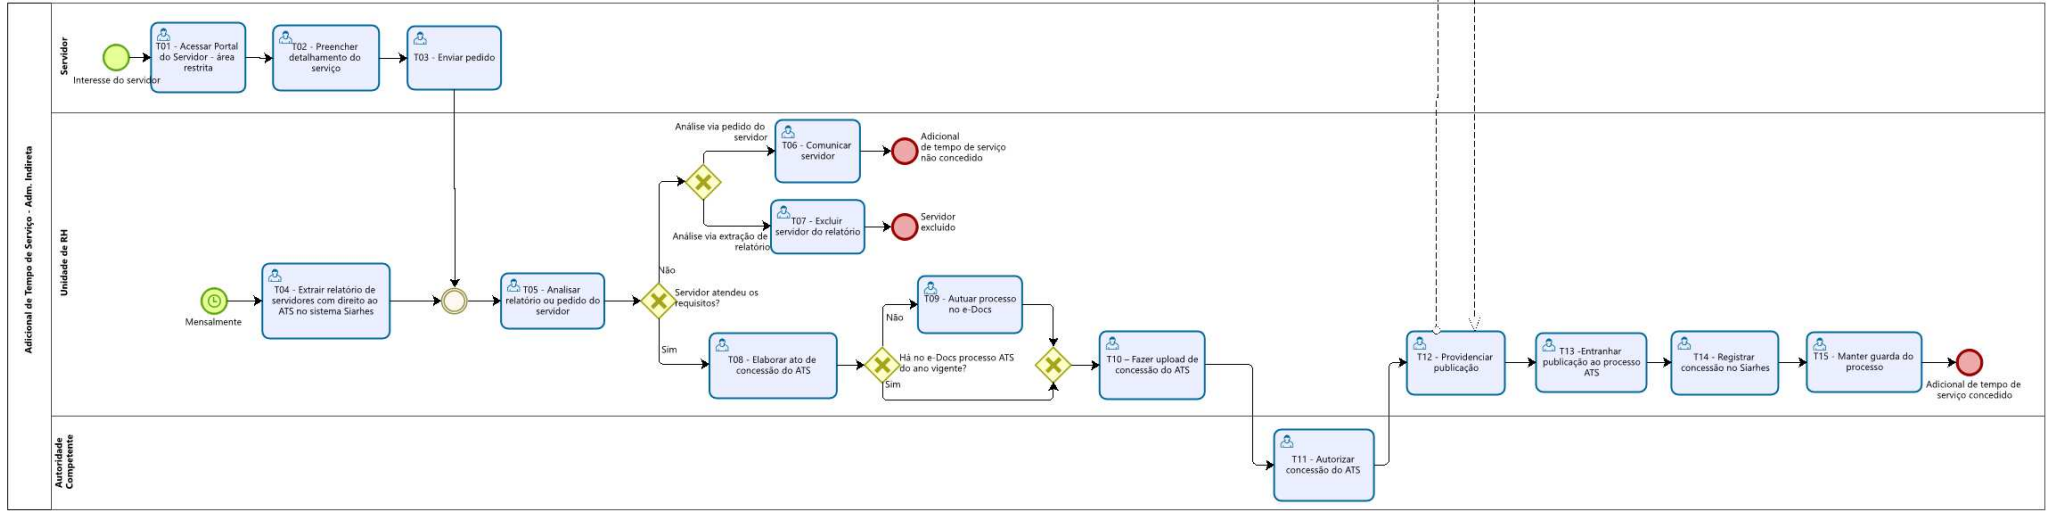 Adicional de Tempo de Serviço - Adm. Indireta
Servidor
Interesse do servidor
T01 - Acessar Portal
do Servidor - área
restrita
T02 - Preencher
detalhamento do
serviço
T03 - Enviar pedido
Unidade de RH
Mensalmente
T04 - Extrair relatório de
servidores com direito ao
ATS no sistema Siarhes
T05 - Analisar
relatório ou pedido do
servidor
Servidor atendeu os
requisitos?
Não
Análise via pedido do
servidor
T06 - Comunicar
servidor
Adicional
de tempo de serviço
não concedido
Análise via extração de
relatório
T07 - Excluir
servidor do relatório
Servidor
excluído
Sim
T08 - Elaborar ato de
concessão do ATS
Há no e-Docs processo ATS
do ano vigente?
Não
T09 - Autuar processo
no e-Docs
Sim
T10 – Fazer upload de
concessão do ATS
Autoridade
Competente
T11 - Autorizar
concessão do ATS
T12 - Providenciar
publicação
T13 -Entranhar
publicação ao processo
ATS
T14 - Registrar
concessão no Siarhes
T15 - Manter guarda do
processo
Adicional de tempo de
serviço concedido